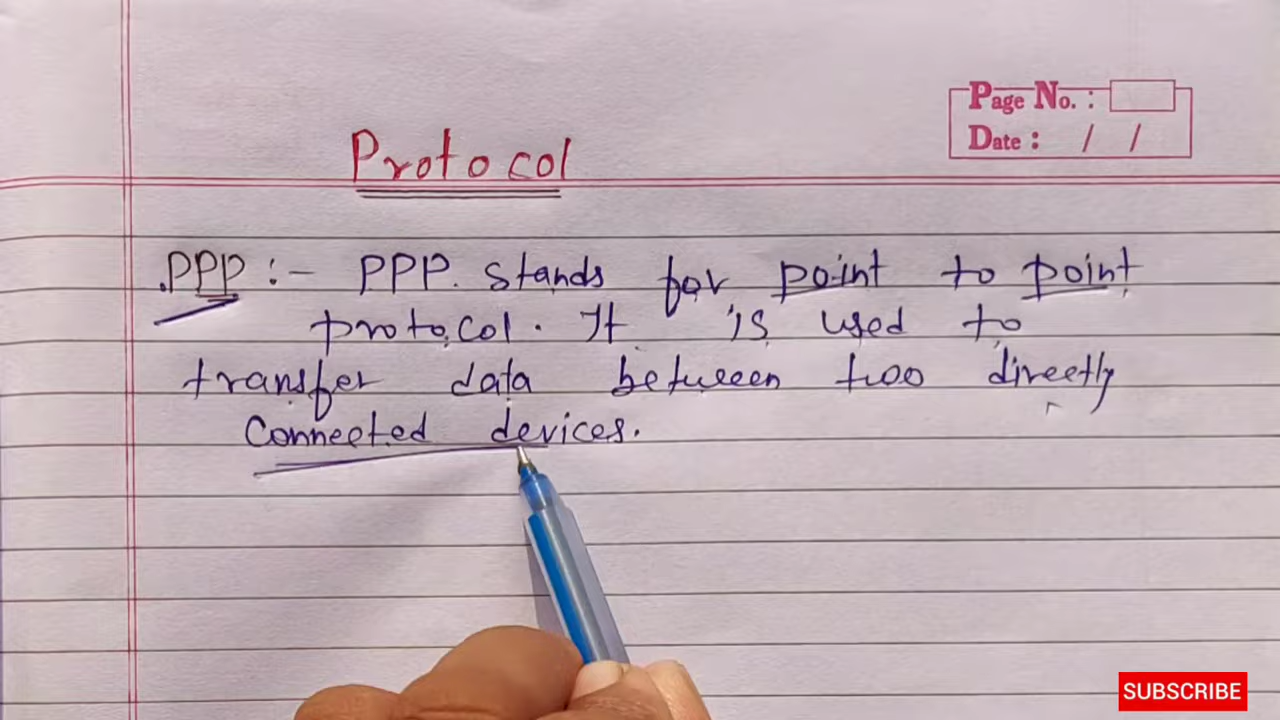 Page No. :
Date : / /
Protocol
.PPP :- PPP. stands for point to point
protocol. It is used to
transfer data between two directly
Connected devices.
SUBSCRIBE